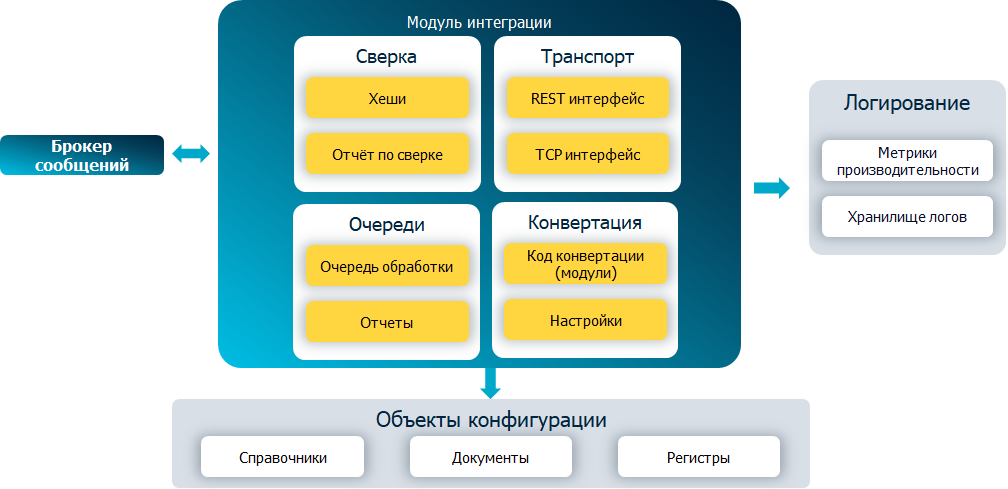 Модуль интеграции
Сверка
Хеши
Отчёт по сверке
Транспорт
REST интерфейс
TCP интерфейс
Брокер
сообщений
Очереди
Очередь обработки
Отчеты
Конвертация
Код конвертации
(модули)
Настройки
Логирование
Метрики
производительности
Хранилище логов
Объекты конфигурации
Справочники
Документы
Регистры